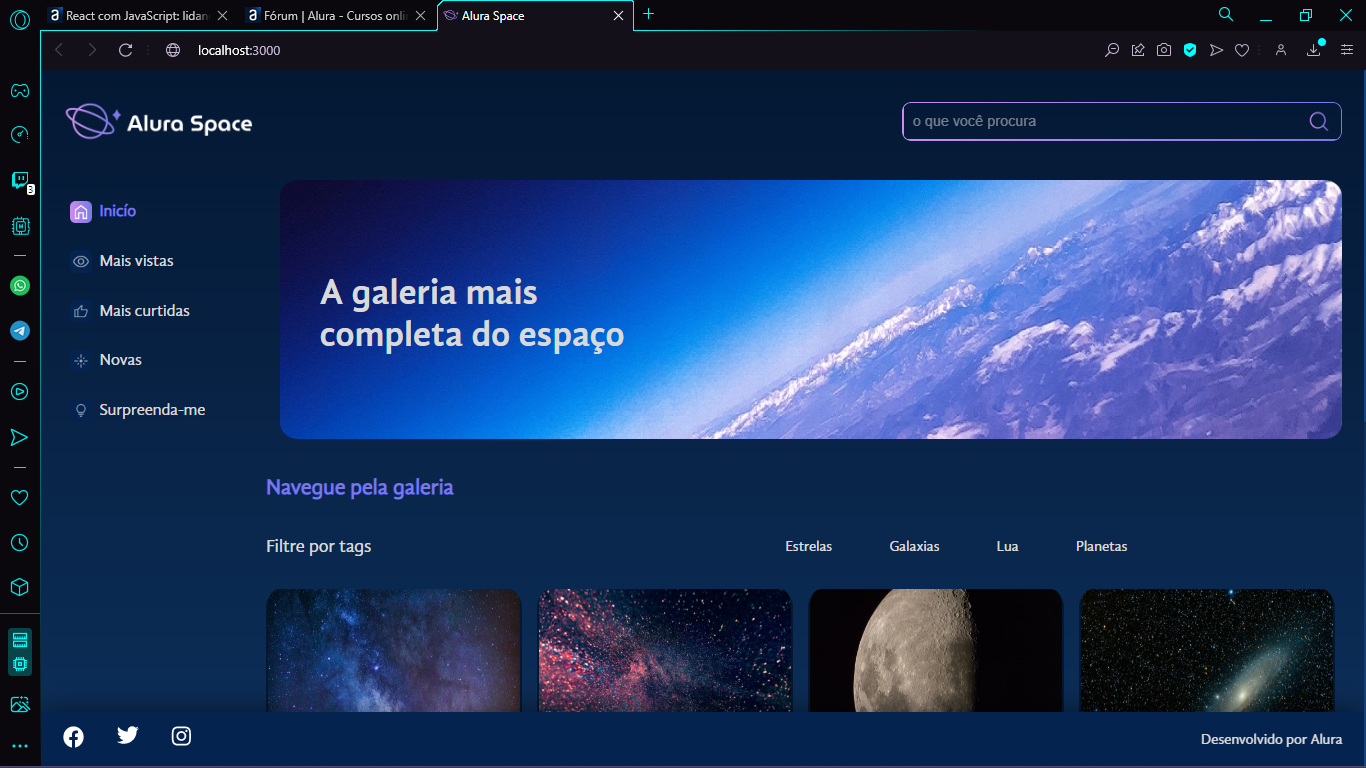 React com JavaScript: lidan
Fórum | Alura - Cursos onli
Alura Space
localhost:3000
3
Alura Space
o que você procura
Inicío
Mais vistas
Mais curtidas
Novas
Surpreenda-me
A galeria mais
completa do espaço
Navegue pela galeria
Filtre por tags
Estrelas
Galaxias
Lua
Planetas
Desenvolvido por Alura